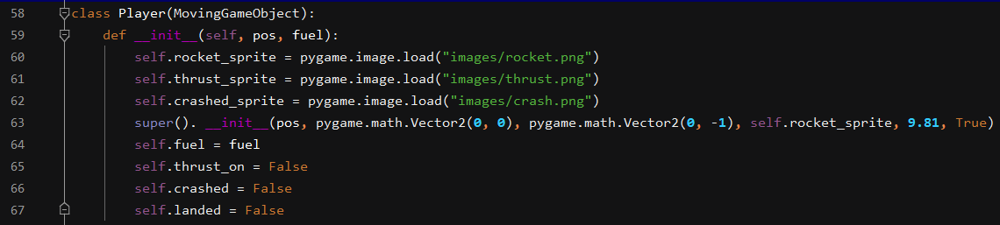 58 class Player(MovingGameObject):
59     def __init__(self, pos, fuel):
60         self.rocket_sprite = pygame.image.load("images/rocket.png")
61         self.thrust_sprite = pygame.image.load("images/thrust.png")
62         self.crashed_sprite = pygame.image.load("images/crash.png")
63         super(). __init__(pos, pygame.math.Vector2(0, 0), pygame.math.Vector2(0, -1), self.rocket_sprite, 9.81, True)
64         self.fuel = fuel
65         self.thrust_on = False
66         self.crashed = False
67         self.landed = False